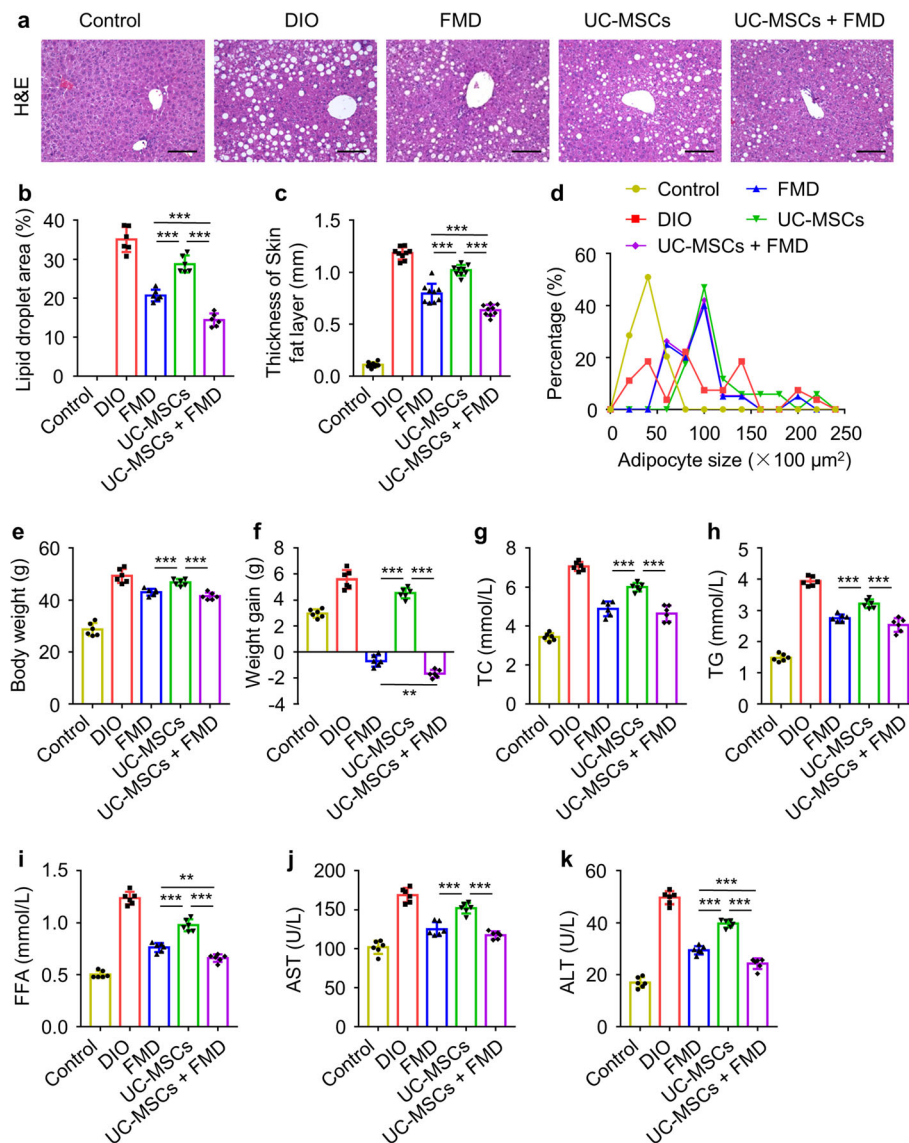 a
Control
DIO
FMD
UC-MSCs
UC-MSCs + FMD
H&E
b
Lipid droplet area (%)
40
30
20
10
0
***
*** ***
Control
DIO
FMD
UC-MSCs
UC-MSCs + FMD
c
Thickness of Skin
fat layer (mm)
1.5
1.0
0.5
0.0
***
*** ***
Control
DIO
FMD
UC-MSCs
UC-MSCs + FMD
d
Control
FMD
DIO
UC-MSCs
UC-MSCs + FMD
Percentage (%)
60
40
20
0
0 50 100 150 200 250
Adipocyte size (×100 μm²)
e
Body weight (g)
60
40
20
0
*** ***
Control
DIO
FMD
UC-MSCs
UC-MSCs + FMD
f
Weight gain (g)
8
6
4
2
0
-2
-4
*** ***
**
Control
DIO
FMD
UC-MSCs
UC-MSCs + FMD
g
TC (mmol/L)
8
6
4
2
0
*** ***
Control
DIO
FMD
UC-MSCs
UC-MSCs + FMD
h
TG (mmol/L)
5
4
3
2
1
0
*** ***
Control
DIO
FMD
UC-MSCs
UC-MSCs + FMD
i
FFA (mmol/L)
1.5
1.0
0.5
0.0
**
*** ***
Control
DIO
FMD
UC-MSCs
UC-MSCs + FMD
j
AST (U/L)
200
150
100
50
0
*** ***
Control
DIO
FMD
UC-MSCs
UC-MSCs + FMD
k
ALT (U/L)
60
40
20
0
***
*** ***
Control
DIO
FMD
UC-MSCs
UC-MSCs + FMD